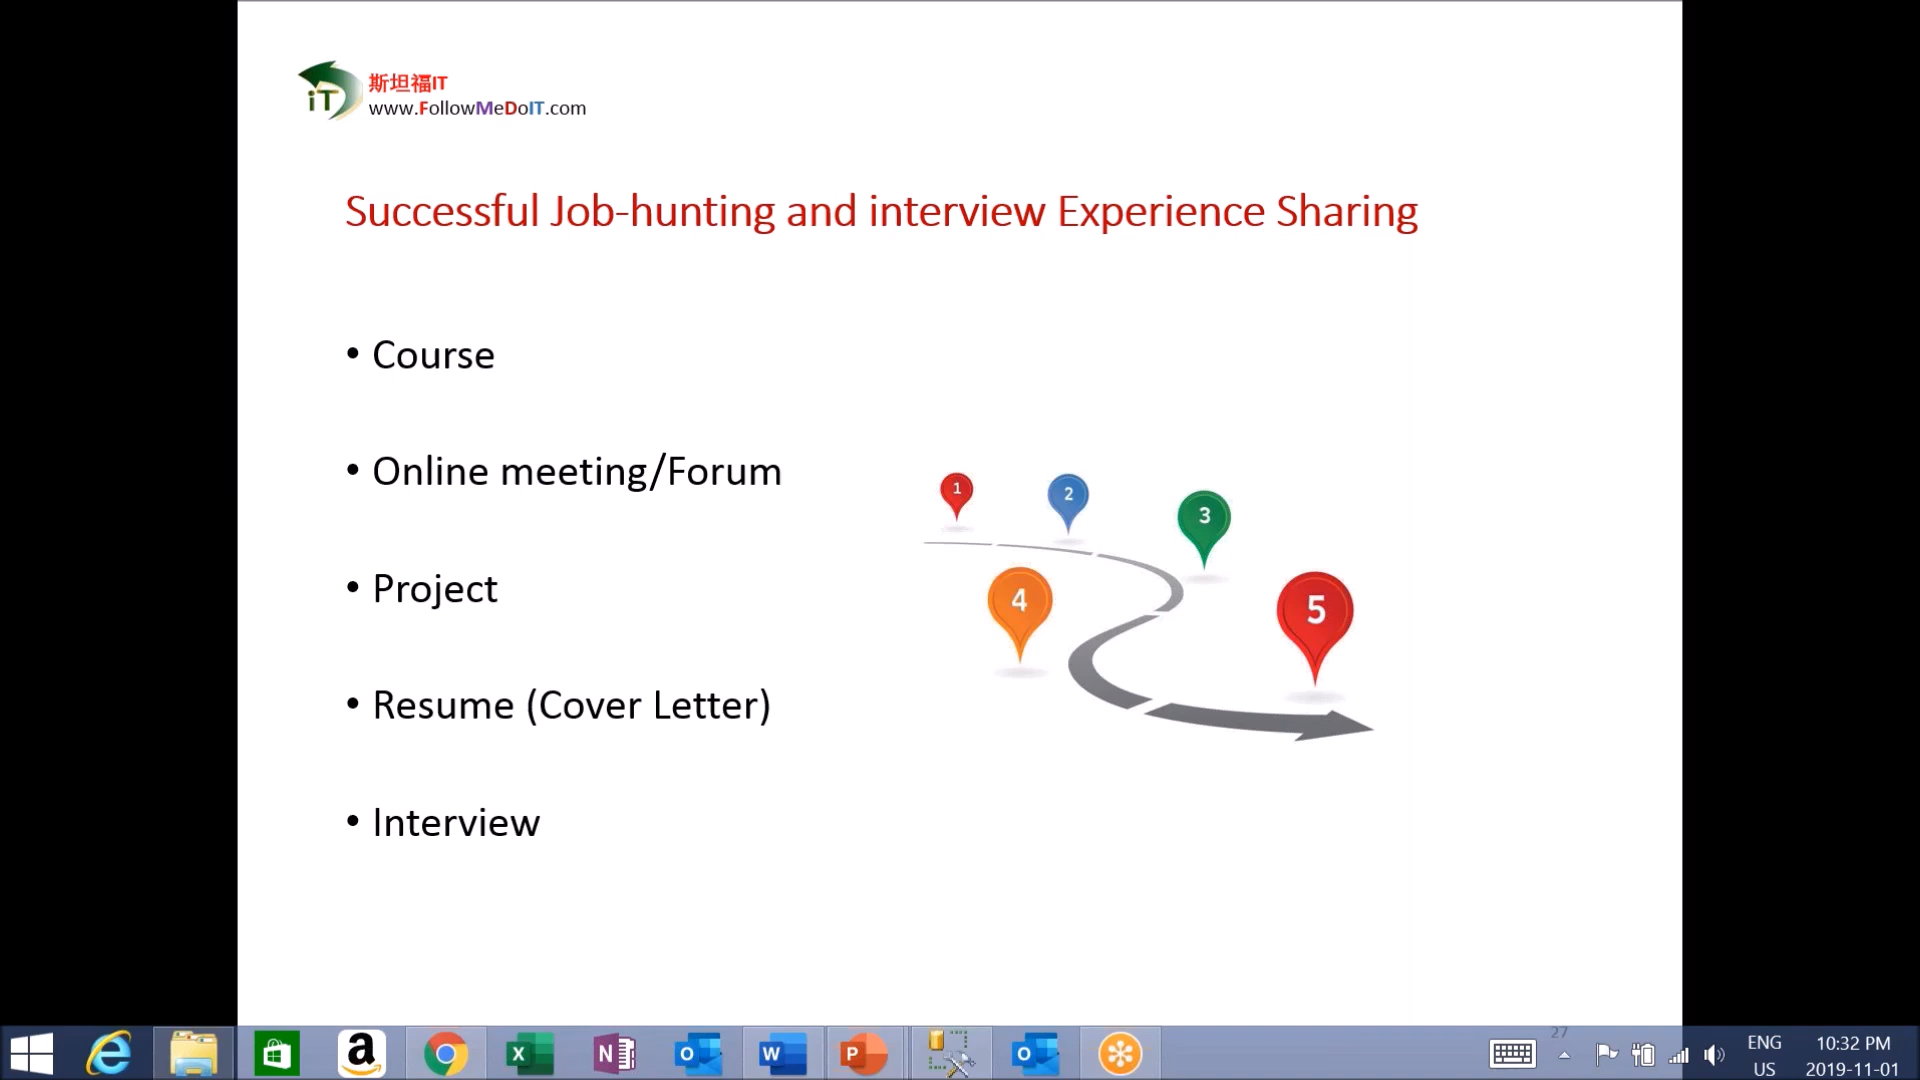 斯坦福IT
www.FollowMeDoIT.com
Successful Job-hunting and interview Experience Sharing
• Course
• Online meeting/Forum
• Project
• Resume (Cover Letter)
• Interview
1
2
3
4
5
27
ENG
US
10:32 PM
2019-11-01